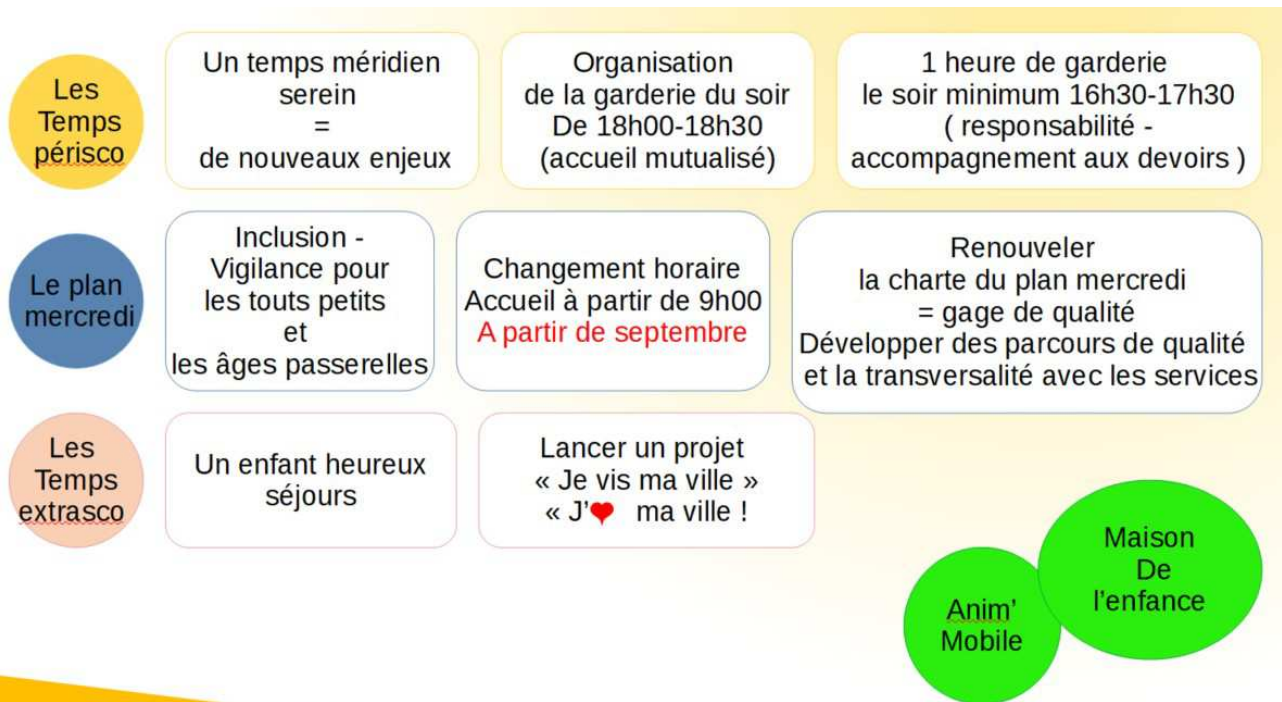 Les
Temps
périsco
Un temps méridien
serein
=
de nouveaux enjeux
Organisation
de la garderie du soir
De 18h00-18h30
(accueil mutualisé)
1 heure de garderie
le soir minimum 16h30-17h30
( responsabilité -
accompagnement aux devoirs )
Le plan
mercredi
Inclusion -
Vigilance pour
les touts petits
et
les âges passerelles
Changement horaire
Accueil à partir de 9h00
A partir de septembre
Renouveler
la charte du plan mercredi
= gage de qualité
Développer des parcours de qualité
et la transversalité avec les services
Les
Temps
extrasco
Un enfant heureux
séjours
Lancer un projet
« Je vis ma ville »
« J'❤ ma ville !
Anim'
Mobile
Maison
De
l'enfance